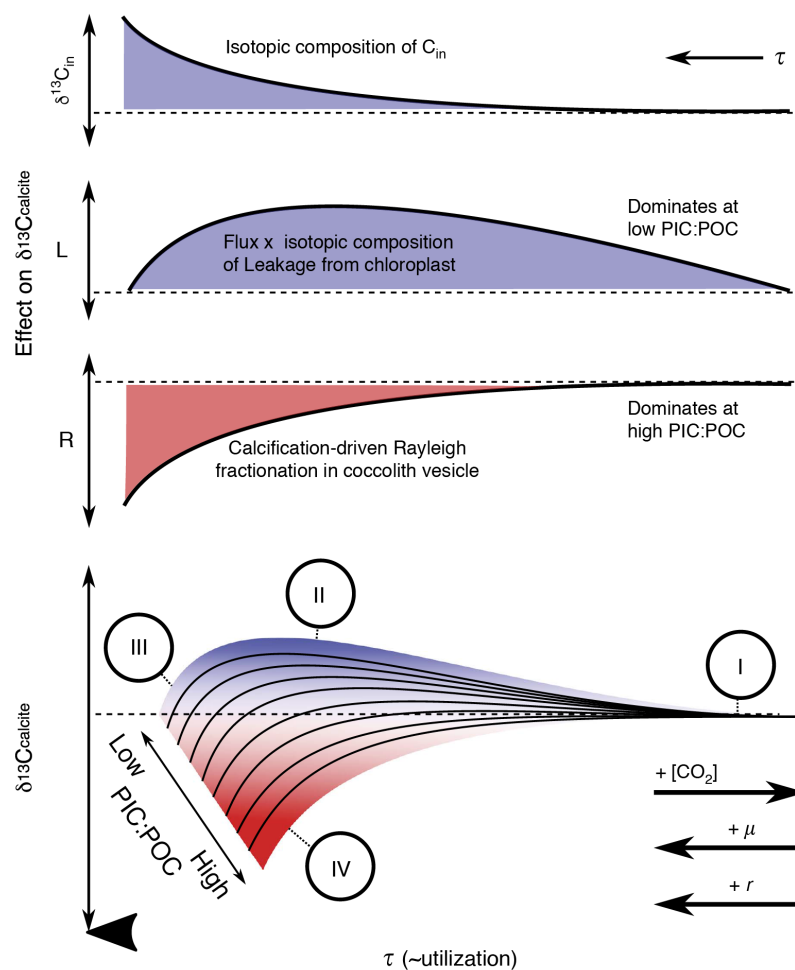 Effect on δ¹³Ccalcite
δ¹³Cᵢₙ
Isotopic composition of Cᵢₙ
τ
L
Flux x isotopic composition
of Leakage from chloroplast
Dominates at
low PIC:POC
R
Calcification-driven Rayleigh
fractionation in coccolith vesicle
Dominates at
high PIC:POC
δ¹³Ccalcite
III
II
I
IV
Low
PIC:POC
High
+ [CO₂]
+ μ
+ r
τ (~utilization)